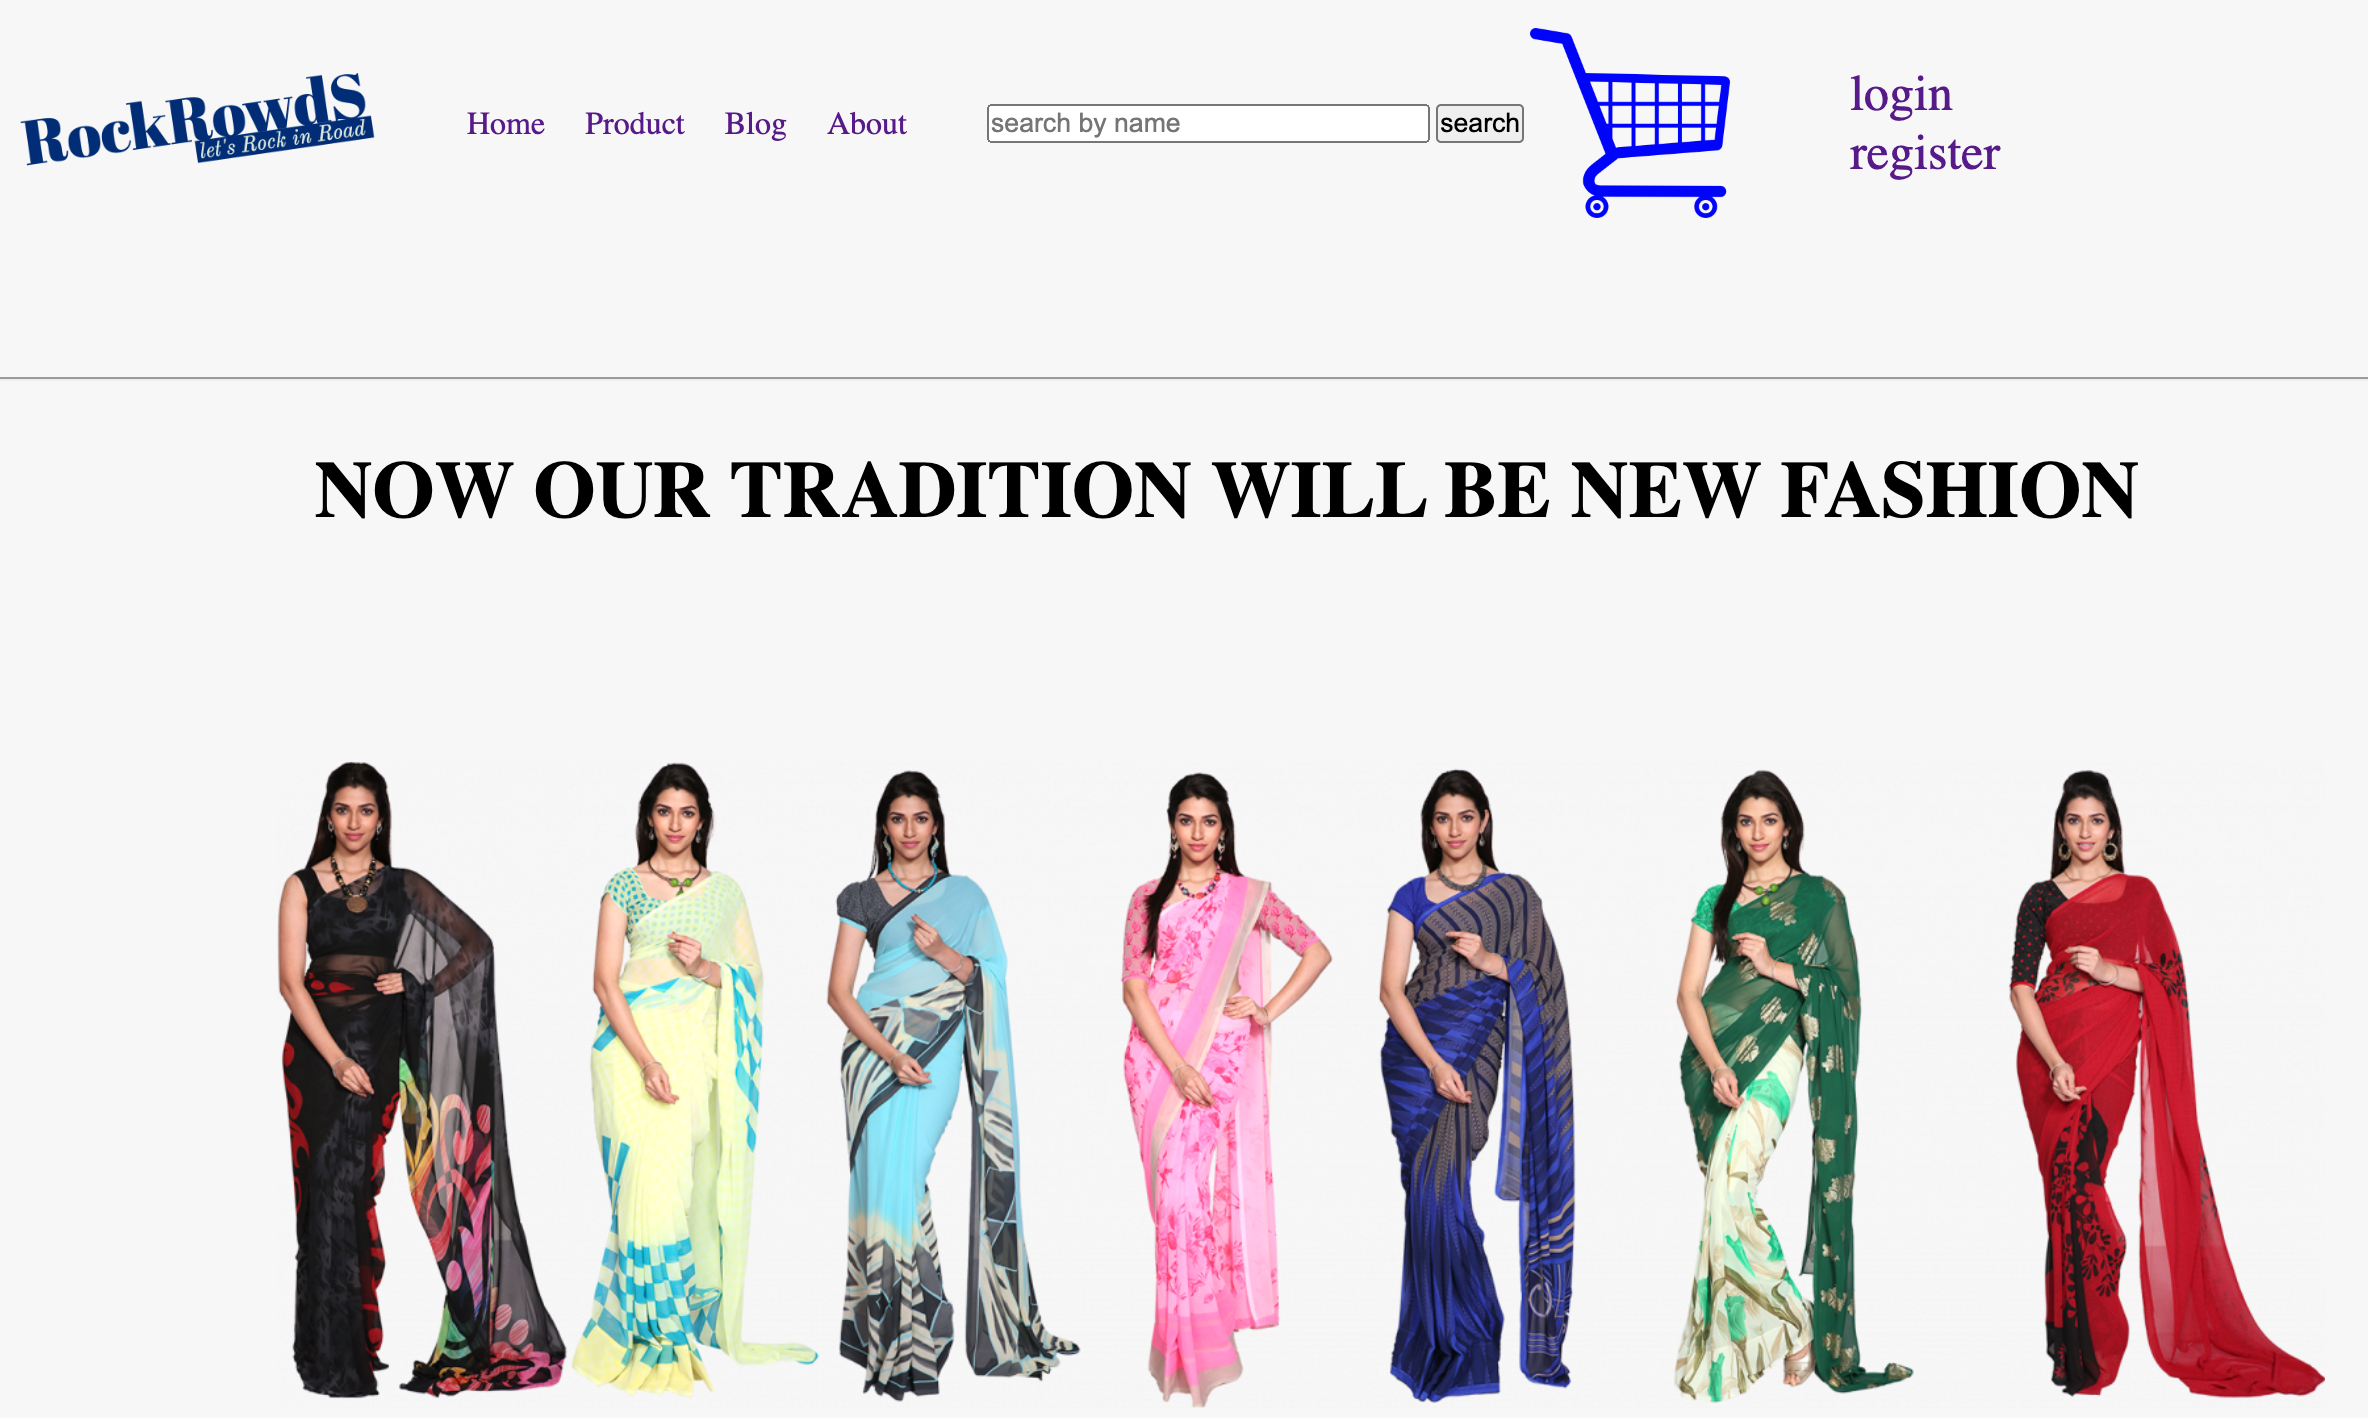 RockRowdS
let's Rock in Road
Home Product Blog About
search by name search
login
register
NOW OUR TRADITION WILL BE NEW FASHION